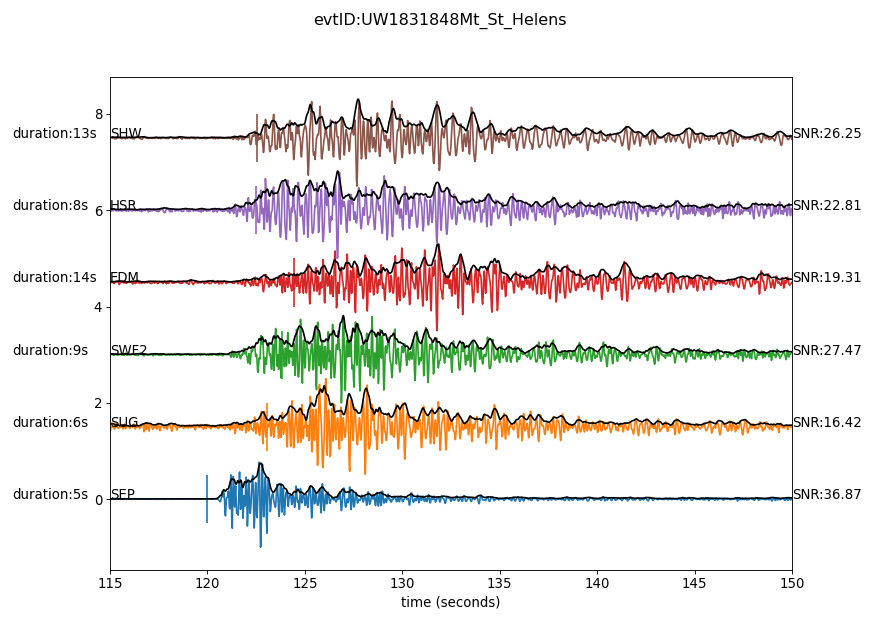 evtID:UW1831848Mt_St_Helens
8
duration:13s SHW SNR:26.25
duration:8s HSR SNR:22.81
6
duration:14s EDM SNR:19.31
4
duration:9s SWF2 SNR:27.47
2
duration:6s SUG SNR:16.42
duration:5s SEP SNR:36.87
0
115 120 125 130 135 140 145 150
time (seconds)